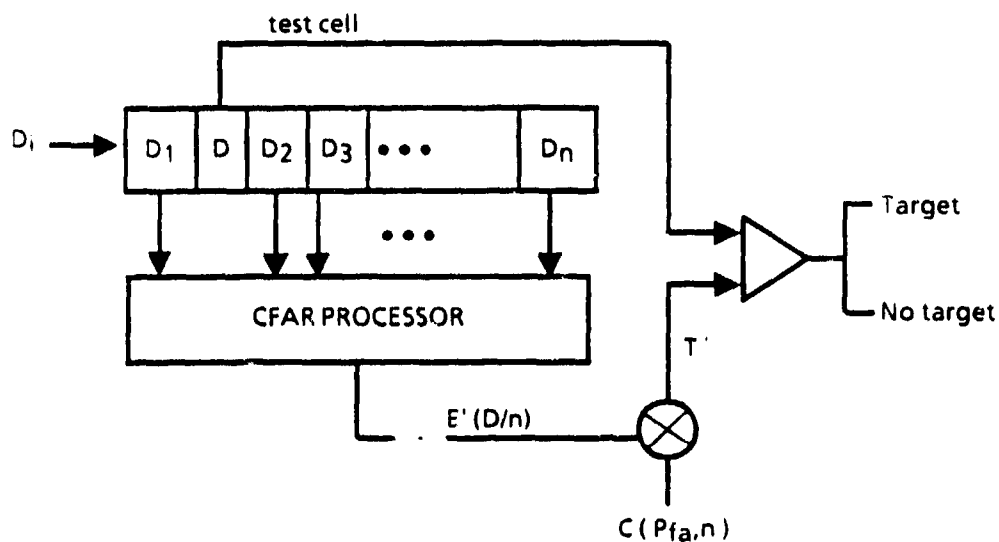 test cell
Di
D1 D D2 D3 ••• Dn
•••
Target
CFAR PROCESSOR
No target
T'
E' (D/n)
C (Pfa,n)